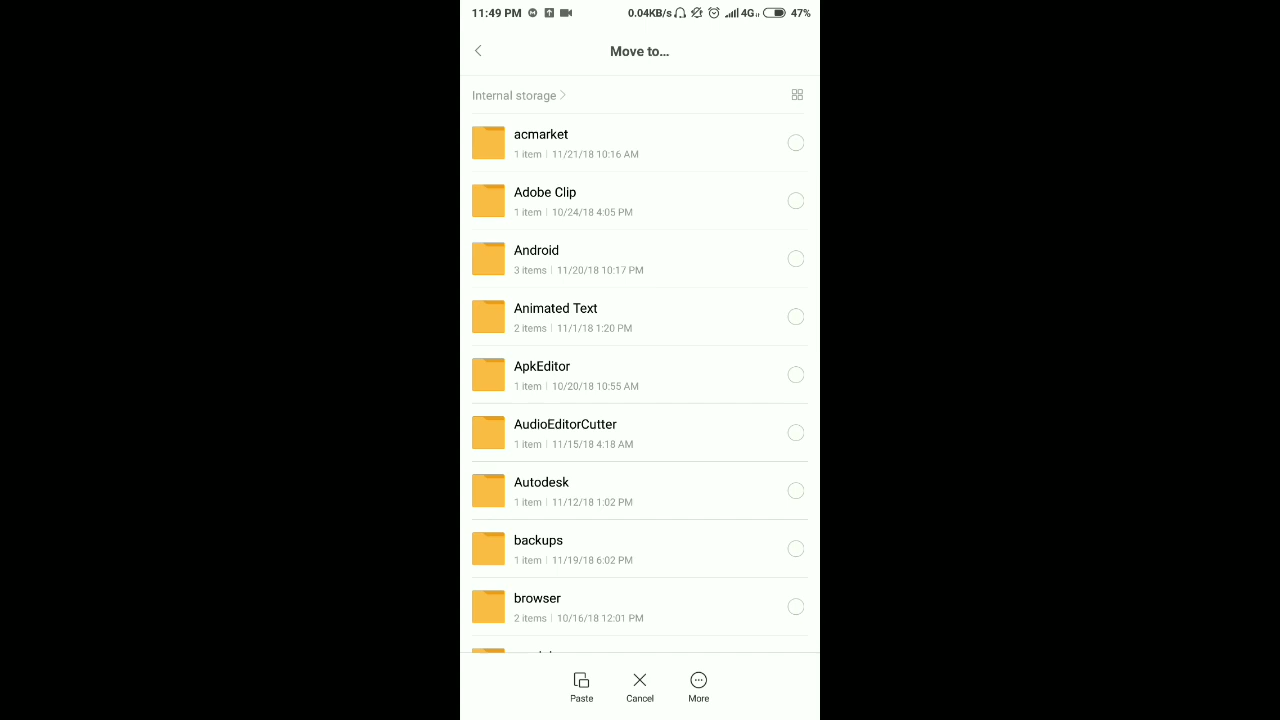 11:49 PM 0.04KB/s 4G 47%
Move to...
Internal storage
acmarket
1 item | 11/21/18 10:16 AM
Adobe Clip
1 item | 10/24/18 4:05 PM
Android
3 items | 11/20/18 10:17 PM
Animated Text
2 items | 11/1/18 1:20 PM
ApkEditor
1 item | 10/20/18 10:55 AM
AudioEditorCutter
1 item | 11/15/18 4:18 AM
Autodesk
1 item | 11/12/18 1:02 PM
backups
1 item | 11/19/18 6:02 PM
browser
2 items | 10/16/18 12:01 PM
Paste Cancel More